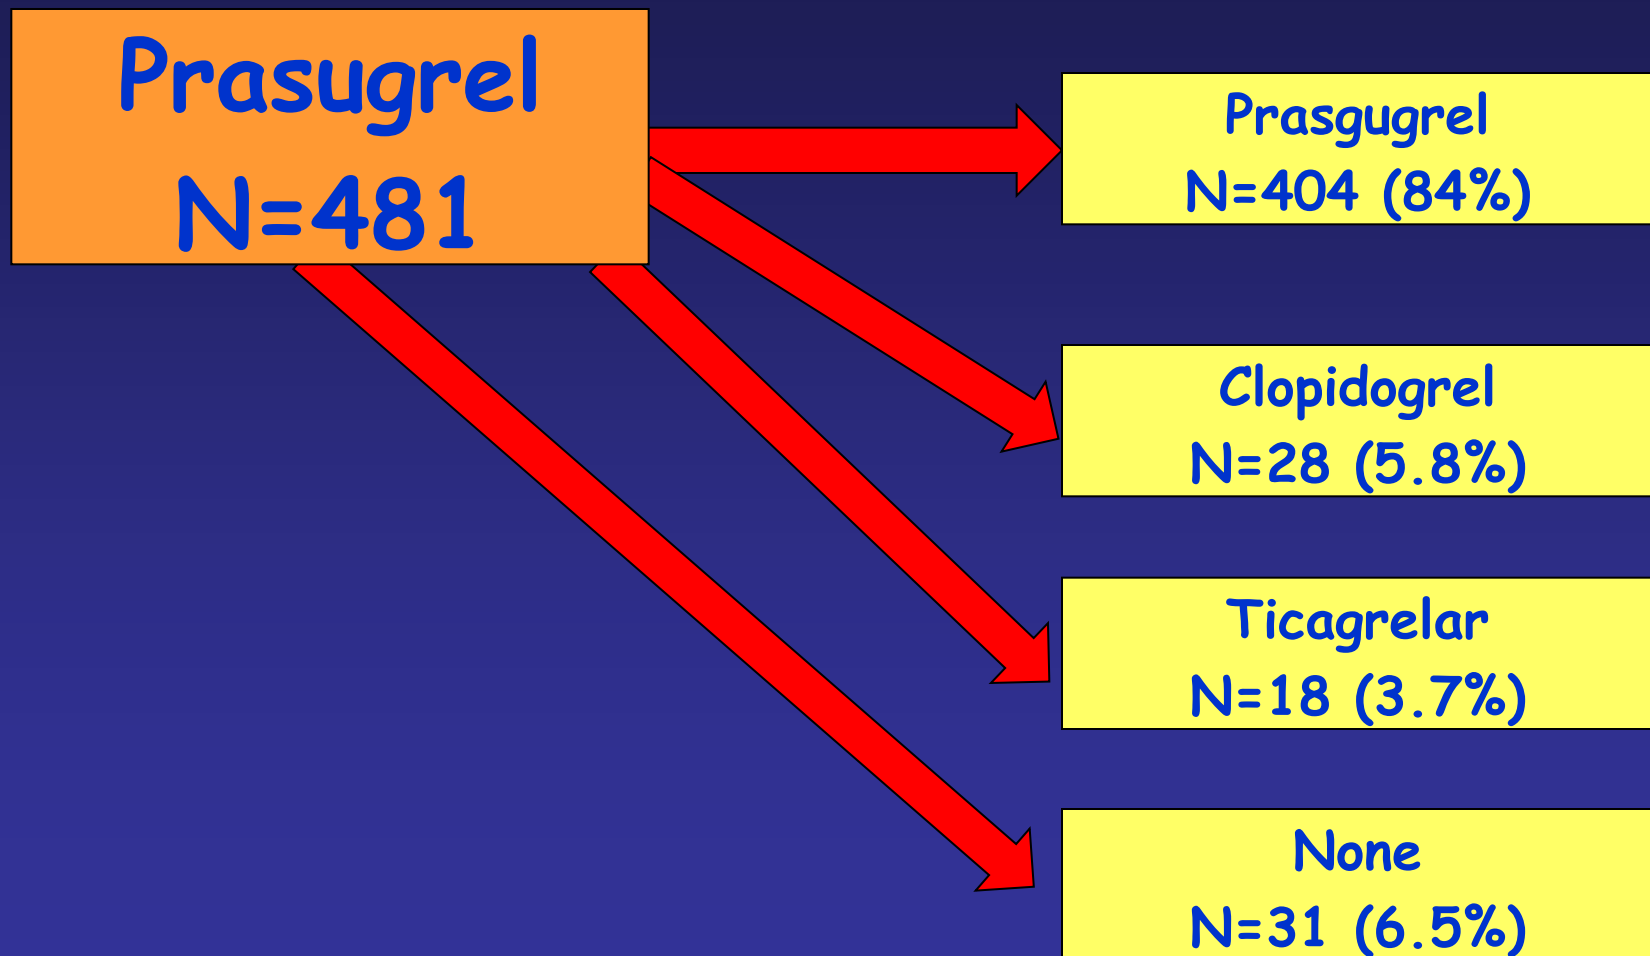 Prasugrel
N=481
Prasgugrel
N=404 (84%)
Clopidogrel
N=28 (5.8%)
Ticagrelar
N=18 (3.7%)
None
N=31 (6.5%)